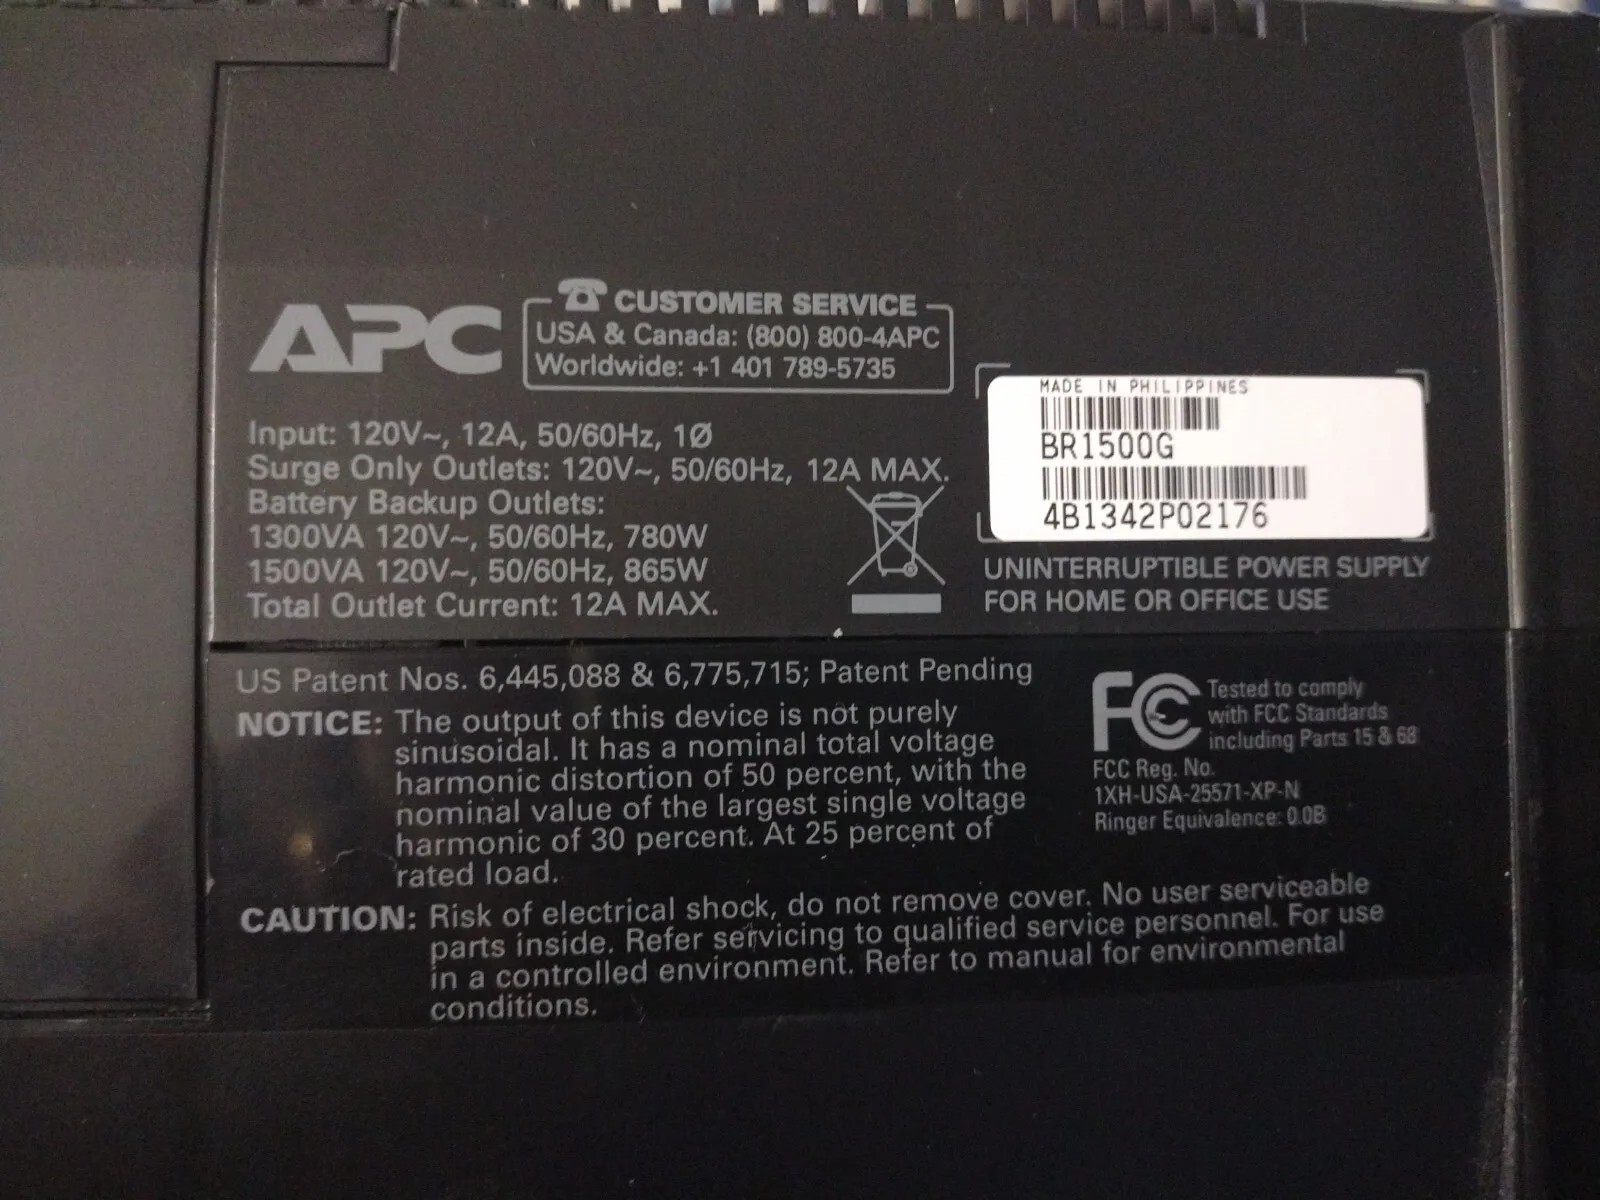 APC
CUSTOMER SERVICE
USA & Canada: (800) 800-4APC
Worldwide: +1 401 789-5735
Input: 120V~, 12A, 50/60Hz, 1Ø
Surge Only Outlets: 120V~, 50/60Hz, 12A MAX.
Battery Backup Outlets:
1300VA 120V~, 50/60Hz, 780W
1500VA 120V~, 50/60Hz, 865W
Total Outlet Current: 12A MAX.
MADE IN PHILIPPINES
BR1500G
4B1342P02176
UNINTERRUPTIBLE POWER SUPPLY
FOR HOME OR OFFICE USE
US Patent Nos. 6,445,088 & 6,775,715; Patent Pending
NOTICE: The output of this device is not purely
sinusoidal. It has a nominal total voltage
harmonic distortion of 50 percent, with the
nominal value of the largest single voltage
harmonic of 30 percent. At 25 percent of
rated load.
FC
Tested to comply
with FCC Standards
including Parts 15 & 68
FCC Reg. No.
1XH-USA-25571-XP-N
Ringer Equivalence: 0.0B
CAUTION: Risk of electrical shock, do not remove cover. No user serviceable
parts inside. Refer servicing to qualified service personnel. For use
in a controlled environment. Refer to manual for environmental
conditions.